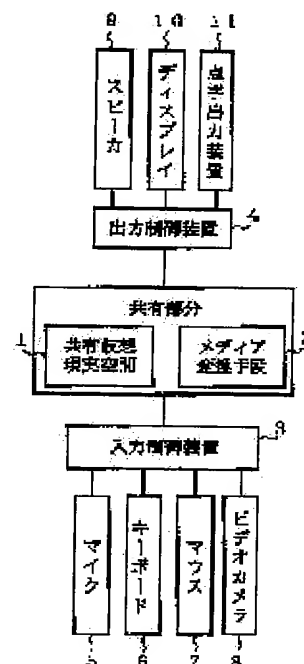 9 10 11
スピーカ
ディスプレイ
点字出力装置
出力制御装置
4
共有部分
1
共有仮想
現実空間
メディア
変換手段
2
入力制御装置
3
マイク
キーボード
マウス
ビデオカメラ
5 6 7 8